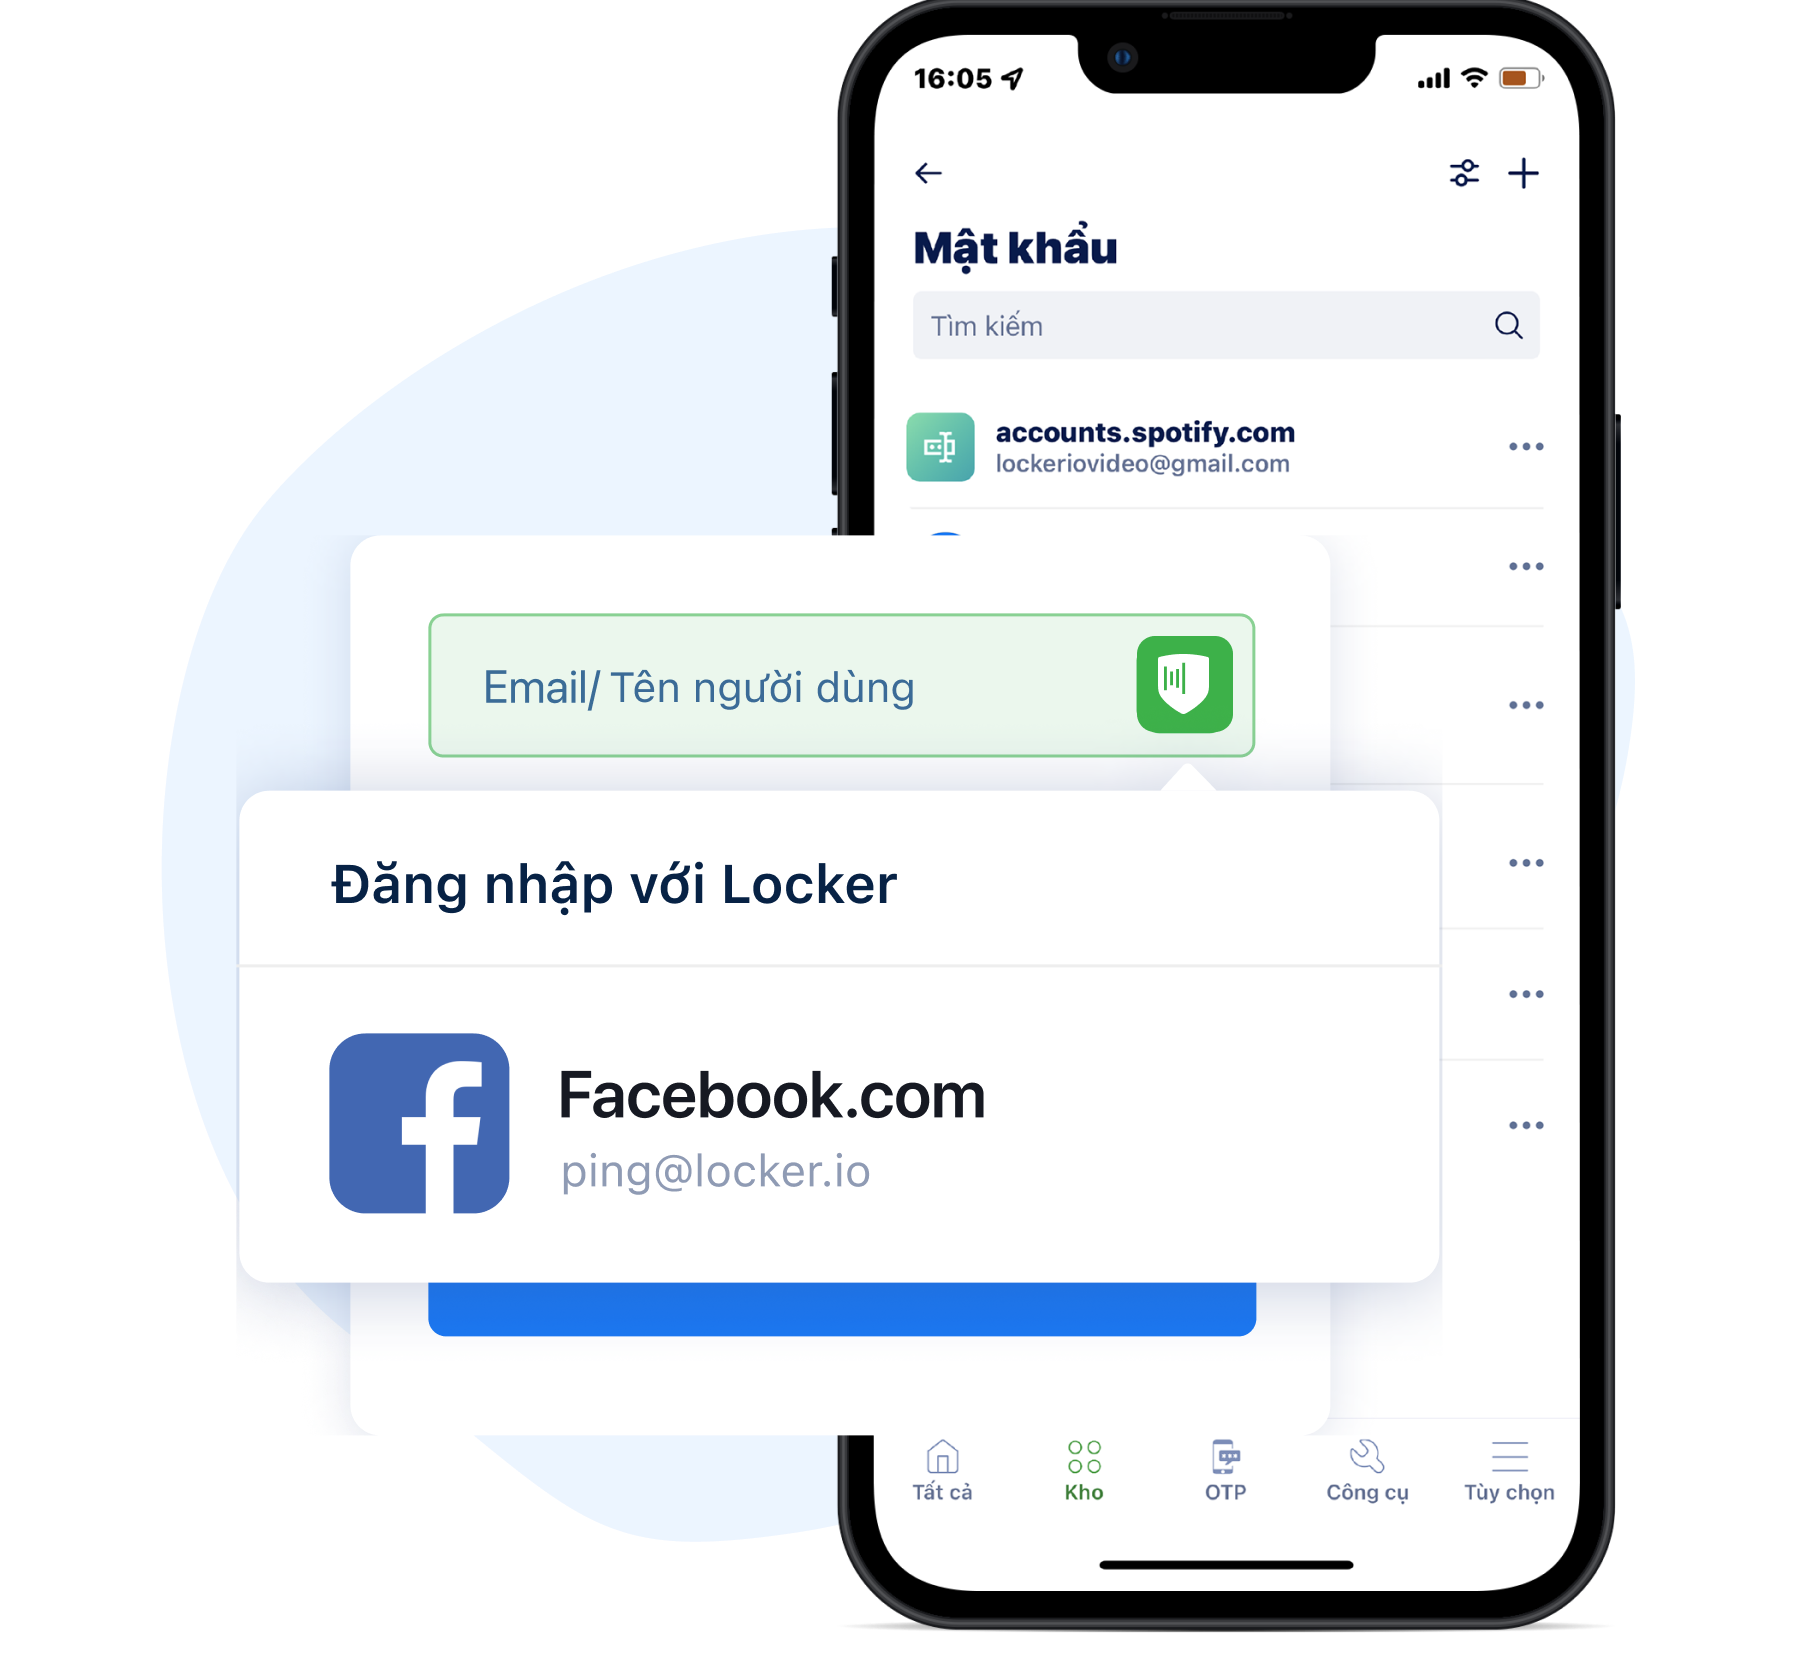 16:05
Mật khẩu
Tìm kiếm
accounts.spotify.com
lockeriovideo@gmail.com
Email/ Tên người dùng
Đăng nhập với Locker
Facebook.com
ping@locker.io
Tất cả
Kho
OTP
Công cụ
Tùy chọn